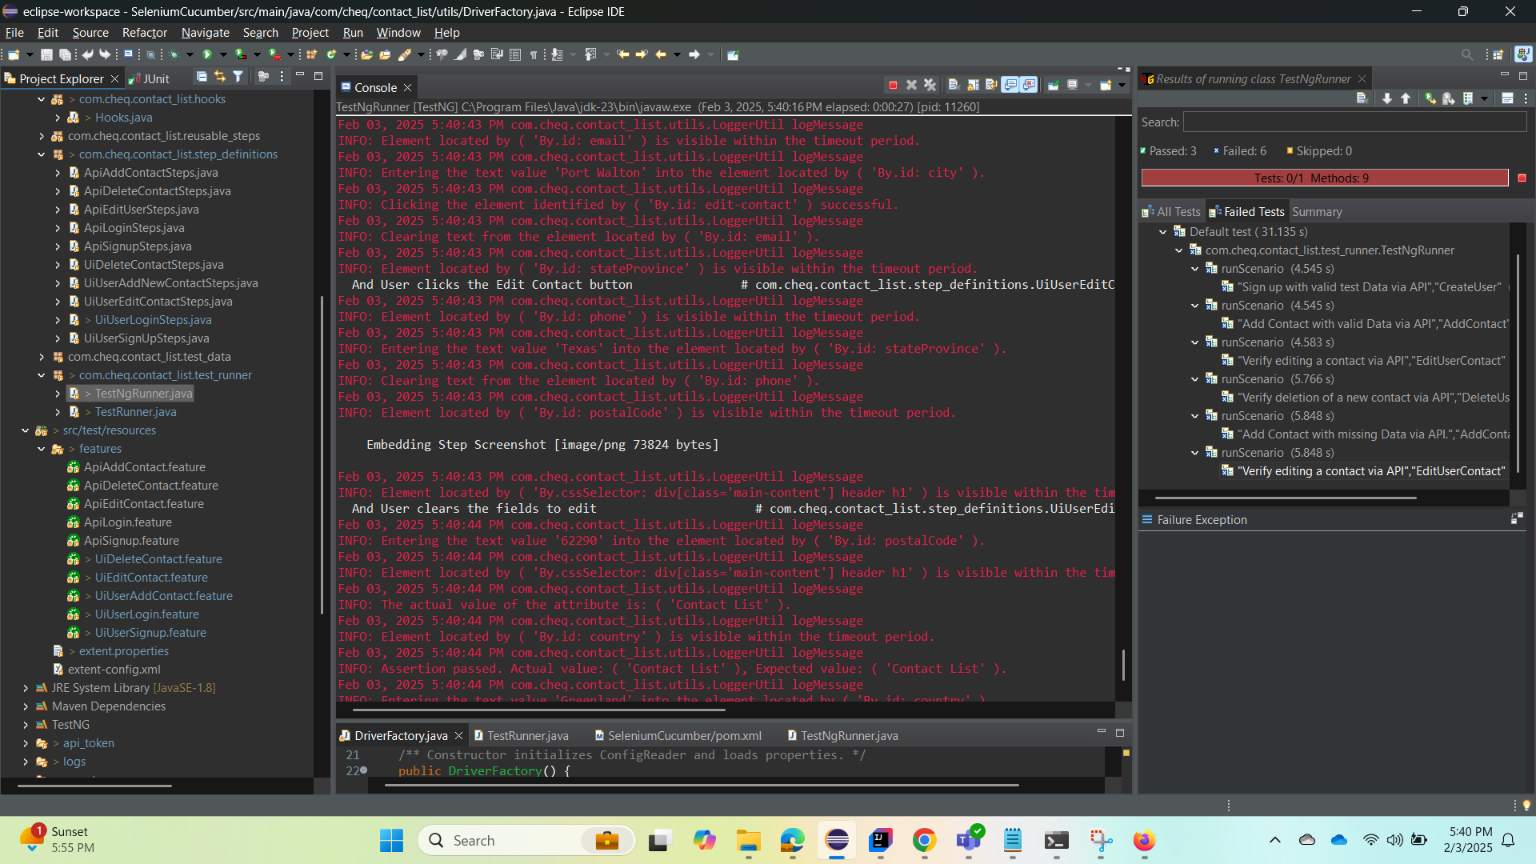 eclipse-workspace - SeleniumCucumber/src/main/java/com/cheq/contact_list/utils/DriverFactory.java - Eclipse IDE
File Edit Source Refactor Navigate Search Project Run Window Help
Project Explorer
JUnit
> com.cheq.contact_list.hooks
> Hooks.java
com.cheq.contact_list.reusable_steps
> com.cheq.contact_list.step_definitions
ApiAddContactSteps.java
ApiDeleteContactSteps.java
ApiEditUserSteps.java
ApiLoginSteps.java
ApiSignupSteps.java
UiDeleteContactSteps.java
UiUserAddNewContactSteps.java
UiUserEditContactSteps.java
> UiUserLoginSteps.java
UiUserSignUpSteps.java
com.cheq.contact_list.test_data
> com.cheq.contact_list.test_runner
> TestNgRunner.java
> TestRunner.java
> src/test/resources
> features
ApiAddContact.feature
ApiDeleteContact.feature
ApiEditContact.feature
ApiLogin.feature
ApiSignup.feature
> UiDeleteContact.feature
> UiEditContact.feature
> UiUserAddContact.feature
> UiUserLogin.feature
> UiUserSignup.feature
> extent.properties
extent-config.xml
JRE System Library [JavaSE-1.8]
Maven Dependencies
TestNG
> api_token
> logs
Console
TestNgRunner [TestNG] C:\Program Files\Java\jdk-23\bin\javaw.exe (Feb 3, 2025, 5:40:16 PM elapsed: 0:00:27) [pid: 11260]
Feb 03, 2025 5:40:43 PM com.cheq.contact_list.utils.LoggerUtil logMessage
INFO: Element located by ( 'By.id: email' ) is visible within the timeout period.
Feb 03, 2025 5:40:43 PM com.cheq.contact_list.utils.LoggerUtil logMessage
INFO: Entering the text value 'Port Walton' into the element located by ( 'By.id: city' ).
Feb 03, 2025 5:40:43 PM com.cheq.contact_list.utils.LoggerUtil logMessage
INFO: Clicking the element identified by ( 'By.id: edit-contact' ) successful.
Feb 03, 2025 5:40:43 PM com.cheq.contact_list.utils.LoggerUtil logMessage
INFO: Clearing text from the element located by ( 'By.id: email' ).
Feb 03, 2025 5:40:43 PM com.cheq.contact_list.utils.LoggerUtil logMessage
INFO: Element located by ( 'By.id: stateProvince' ) is visible within the timeout period.
And User clicks the Edit Contact button # com.cheq.contact_list.step_definitions.UiUserEditC
Feb 03, 2025 5:40:43 PM com.cheq.contact_list.utils.LoggerUtil logMessage
INFO: Element located by ( 'By.id: phone' ) is visible within the timeout period.
Feb 03, 2025 5:40:43 PM com.cheq.contact_list.utils.LoggerUtil logMessage
INFO: Entering the text value 'Texas' into the element located by ( 'By.id: stateProvince' ).
Feb 03, 2025 5:40:43 PM com.cheq.contact_list.utils.LoggerUtil logMessage
INFO: Clearing text from the element located by ( 'By.id: phone' ).
Feb 03, 2025 5:40:43 PM com.cheq.contact_list.utils.LoggerUtil logMessage
INFO: Element located by ( 'By.id: postalCode' ) is visible within the timeout period.
Embedding Step Screenshot [image/png 73824 bytes]
Feb 03, 2025 5:40:43 PM com.cheq.contact_list.utils.LoggerUtil logMessage
INFO: Element located by ( 'By.cssSelector: div[class='main-content'] header h1' ) is visible within the tim
And User clears the fields to edit # com.cheq.contact_list.step_definitions.UiUserEdi
Feb 03, 2025 5:40:44 PM com.cheq.contact_list.utils.LoggerUtil logMessage
INFO: Entering the text value '62290' into the element located by ( 'By.id: postalCode' ).
Feb 03, 2025 5:40:44 PM com.cheq.contact_list.utils.LoggerUtil logMessage
INFO: Element located by ( 'By.cssSelector: div[class='main-content'] header h1' ) is visible within the tim
Feb 03, 2025 5:40:44 PM com.cheq.contact_list.utils.LoggerUtil logMessage
INFO: The actual value of the attribute is: ( 'Contact List' ).
Feb 03, 2025 5:40:44 PM com.cheq.contact_list.utils.LoggerUtil logMessage
INFO: Element located by ( 'By.id: country' ) is visible within the timeout period.
Feb 03, 2025 5:40:44 PM com.cheq.contact_list.utils.LoggerUtil logMessage
INFO: Assertion passed. Actual value: ( 'Contact List' ), Expected value: ( 'Contact List' ).
Feb 03, 2025 5:40:44 PM com.cheq.contact_list.utils.LoggerUtil logMessage
INFO: Entering the text value 'Greenland' into the element located by ( 'By.id: country' )
DriverFactory.java TestRunner.java SeleniumCucumber/pom.xml TestNgRunner.java
21 /** Constructor initializes ConfigReader and loads properties. */
22 public DriverFactory() {
Results of running class TestNgRunner
Search:
Passed: 3 Failed: 6 Skipped: 0
Tests: 0/1 Methods: 9
All Tests Failed Tests Summary
Default test ( 31.135 s)
com.cheq.contact_list.test_runner.TestNgRunner
runScenario (4.545 s)
"Sign up with valid test Data via API","CreateUser"
runScenario (4.545 s)
"Add Contact with valid Data via API","AddContact"
runScenario (4.583 s)
"Verify editing a contact via API","EditUserContact"
runScenario (5.766 s)
"Verify deletion of a new contact via API","DeleteUs
runScenario (5.848 s)
"Add Contact with missing Data via API.","AddConta
runScenario (5.848 s)
"Verify editing a contact via API","EditUserContact"
Failure Exception
1
Sunset
5:55 PM
Search
5:40 PM
2/3/2025